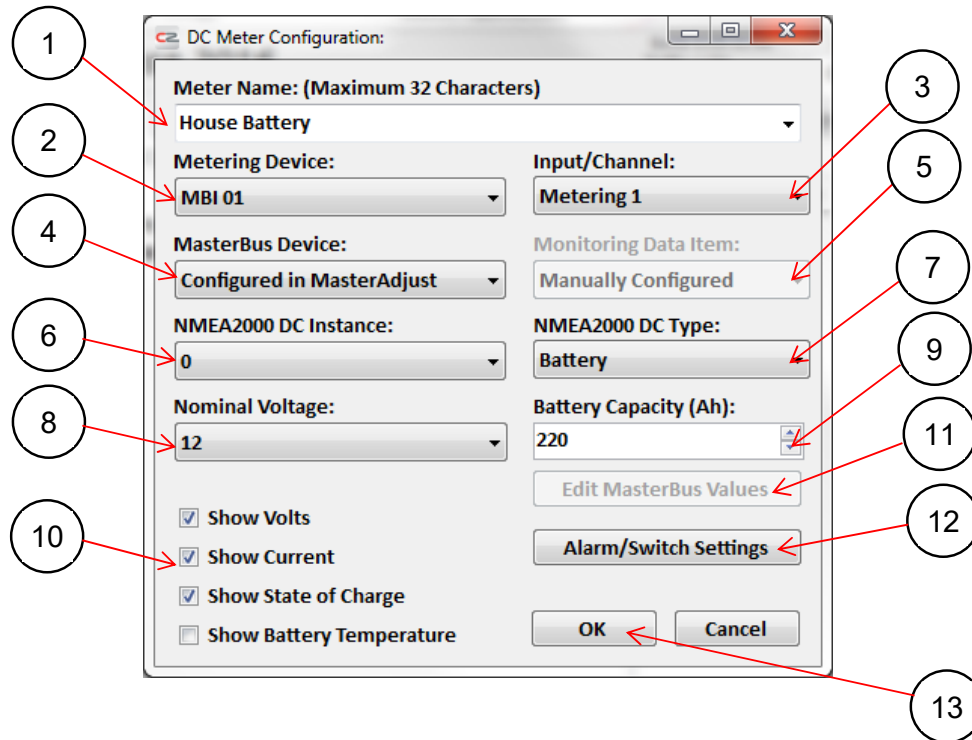 1
CZ DC Meter Configuration:
Meter Name: (Maximum 32 Characters)
3
House Battery
2
Metering Device:
Input/Channel:
5
MBI 01
Metering 1
4
MasterBus Device:
Monitoring Data Item:
Configured in MasterAdjust
Manually Configured
7
6
NMEA2000 DC Instance:
NMEA2000 DC Type:
0
Battery
9
8
Nominal Voltage:
Battery Capacity (Ah):
12
220
11
Edit MasterBus Values
Show Volts
12
10
Show Current
Alarm/Switch Settings
Show State of Charge
Show Battery Temperature
OK
Cancel
13